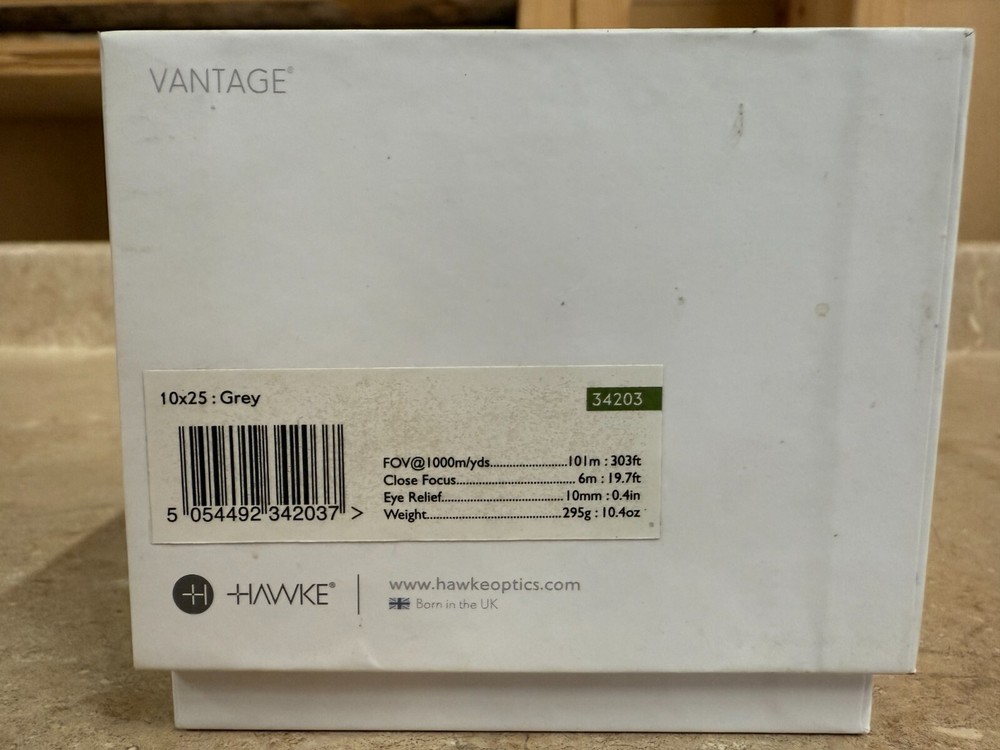 VANTAGE®
10x25 : Grey
34203
FOV@1000m/yds.......................101m : 303ft
Close Focus.................................... 6m : 19.7ft
Eye Relief.....................................10mm : 0.4in
Weight.........................................295g : 10.4oz
5 054492 342037 >
H HAWKE®
www.hawkeoptics.com
Born in the UK